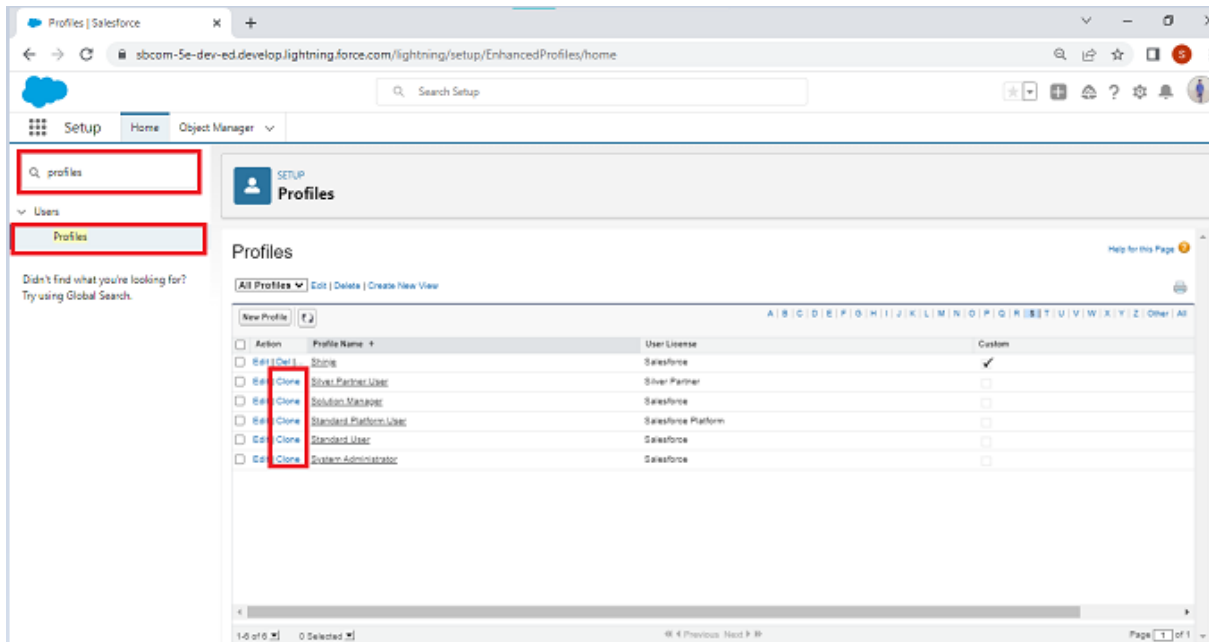 Profiles | Salesforce
sbcom-5e-dev-ed.develop.lightning.force.com/lightning/setup/EnhancedProfiles/home
S
Search Setup
Setup Home Object Manager
profiles
Users
Profiles
Didn't find what you're looking for?
Try using Global Search.
SETUP
Profiles
Profiles
Help for this Page
All Profiles Edit | Delete | Create New View
New Profile A | B | C | D | E | F | G | H | I | J | K | L | M | N | O | P | Q | R | S | T | U | V | W | X | Y | Z | Other | All
Action Profile Name User License Custom
Edit | Del | ... Shinje Salesforce
Edit | Clone Silver Partner User Silver Partner
Edit | Clone Solution Manager Salesforce
Edit | Clone Standard Platform User Salesforce Platform
Edit | Clone Standard User Salesforce
Edit | Clone System Administrator Salesforce
1-6 of 6 0 Selected Previous Next Page 1 of 1